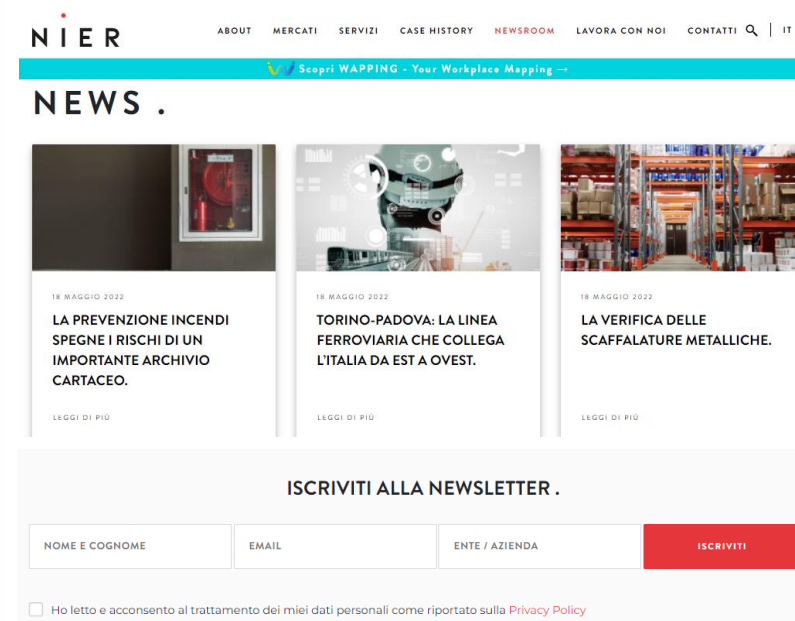 NiER
ABOUT MERCATI SERVIZI CASE HISTORY NEWSROOM LAVORA CON NOI CONTATTI IT
Scopri WAPPING - Your Workplace Mapping →
NEWS .
18 MAGGIO 2022
LA PREVENZIONE INCENDI
SPEGNE I RISCHI DI UN
IMPORTANTE ARCHIVIO
CARTACEO.
LEGGI DI PIÙ
18 MAGGIO 2022
TORINO-PADOVA: LA LINEA
FERROVIARIA CHE COLLEGA
L'ITALIA DA EST A OVEST.
LEGGI DI PIÙ
18 MAGGIO 2022
LA VERIFICA DELLE
SCAFFALATURE METALLICHE.
LEGGI DI PIÙ
ISCRIVITI ALLA NEWSLETTER .
NOME E COGNOME EMAIL ENTE / AZIENDA ISCRIVITI
Ho letto e acconsento al trattamento dei miei dati personali come riportato sulla Privacy Policy